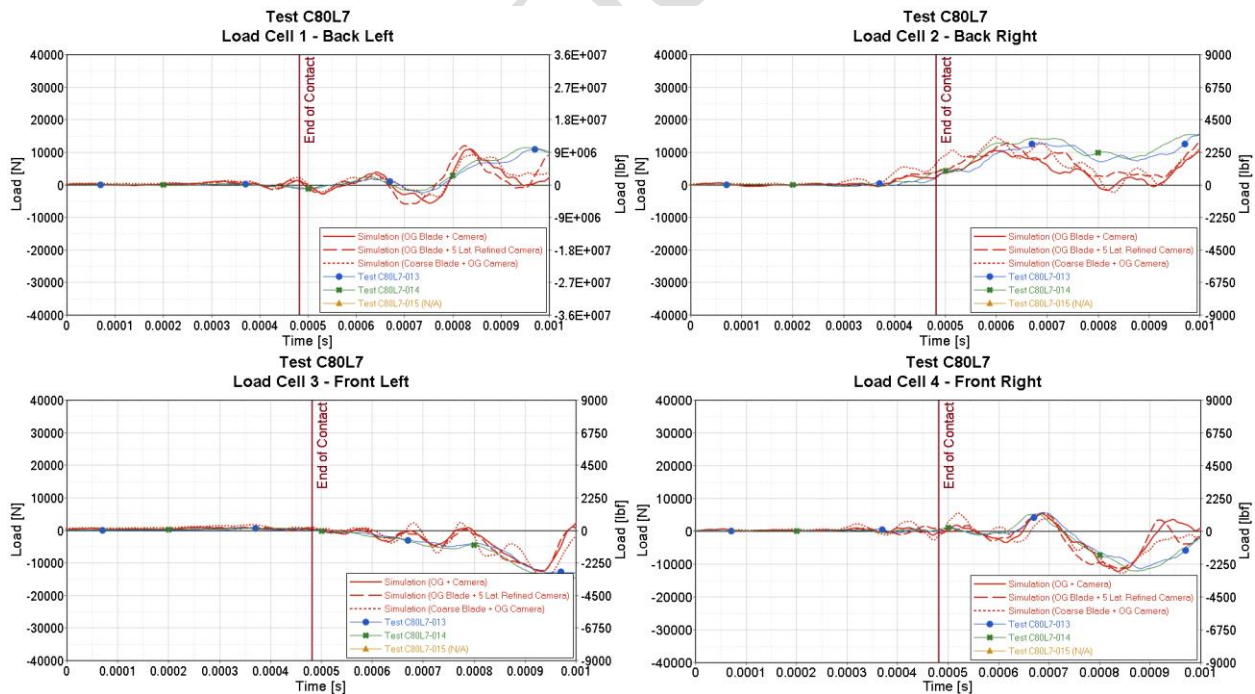 Test C80L7
Load Cell 1 - Back Left
40000
30000
20000
10000
0
-10000
-20000
-30000
-40000
Load [N]
3.6E+007
2.7E+007
1.8E+007
9E+006
0
-9E+006
-1.8E+007
-2.7E+007
-3.6E+007
Load [lbf]
End of Contact
Simulation (OG Blade + Camera)
Simulation (OG Blade + 5 Lat. Refined Camera)
Simulation (Coarse Blade + OG Camera)
Test C80L7-013
Test C80L7-014
Test C80L7-015 (N/A)
0 0.0001 0.0002 0.0003 0.0004 0.0005 0.0006 0.0007 0.0008 0.0009 0.001
Time [s]
Test C80L7
Load Cell 2 - Back Right
40000
30000
20000
10000
0
-10000
-20000
-30000
-40000
Load [N]
9000
6750
4500
2250
0
-2250
-4500
-6750
-9000
Load [lbf]
End of Contact
Simulation (OG Blade + Camera)
Simulation (OG Blade + 5 Lat. Refined Camera)
Simulation (Coarse Blade + OG Camera)
Test C80L7-013
Test C80L7-014
Test C80L7-015 (N/A)
0 0.0001 0.0002 0.0003 0.0004 0.0005 0.0006 0.0007 0.0008 0.0009 0.001
Time [s]
Test C80L7
Load Cell 3 - Front Left
40000
30000
20000
10000
0
-10000
-20000
-30000
-40000
Load [N]
9000
6750
4500
2250
0
-2250
-4500
-6750
-9000
Load [lbf]
End of Contact
Simulation (OG + Camera)
Simulation (OG Blade + 5 Lat. Refined Camera)
Simulation (Coarse Blade + OG Camera)
Test C80L7-013
Test C80L7-014
Test C80L7-015 (N/A)
0 0.0001 0.0002 0.0003 0.0004 0.0005 0.0006 0.0007 0.0008 0.0009 0.001
Time [s]
Test C80L7
Load Cell 4 - Front Right
40000
30000
20000
10000
0
-10000
-20000
-30000
-40000
Load [N]
9000
6750
4500
2250
0
-2250
-4500
-6750
-9000
Load [lbf]
End of Contact
Simulation (OG + Camera)
Simulation (OG Blade + 5 Lat. Refined Camera)
Simulation (Coarse Blade + OG Camera)
Test C80L7-013
Test C80L7-014
Test C80L7-015 (N/A)
0 0.0001 0.0002 0.0003 0.0004 0.0005 0.0006 0.0007 0.0008 0.0009 0.001
Time [s]